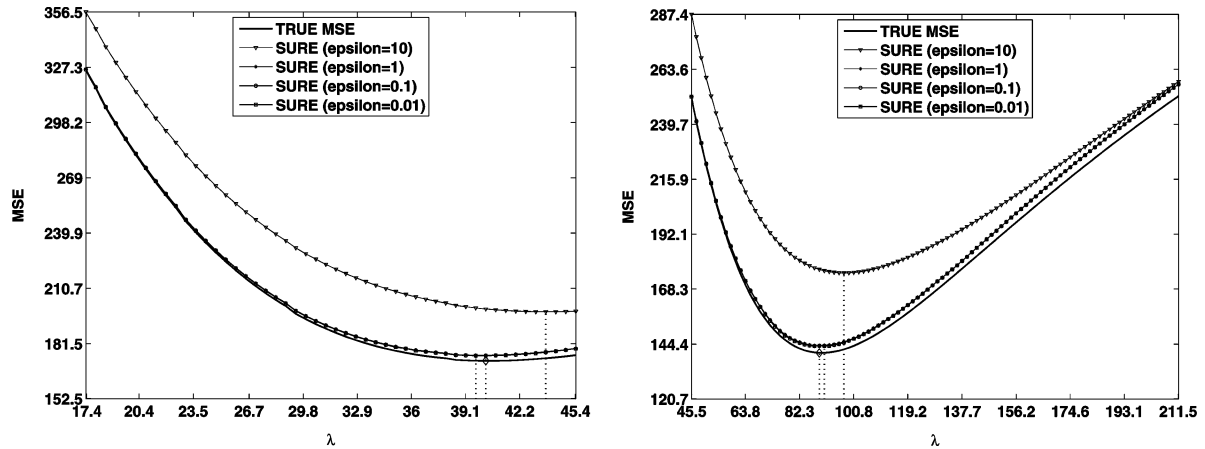 356.5
327.3
298.2
269
239.9
210.7
181.5
152.5
MSE
17.4 20.4 23.5 26.7 29.8 32.9 36 39.1 42.2 45.4
λ
TRUE MSE
SURE (epsilon=10)
SURE (epsilon=1)
SURE (epsilon=0.1)
SURE (epsilon=0.01)
287.4
263.6
239.7
215.9
192.1
168.3
144.4
120.7
MSE
45.5 63.8 82.3 100.8 119.2 137.7 156.2 174.6 193.1 211.5
λ
TRUE MSE
SURE (epsilon=10)
SURE (epsilon=1)
SURE (epsilon=0.1)
SURE (epsilon=0.01)